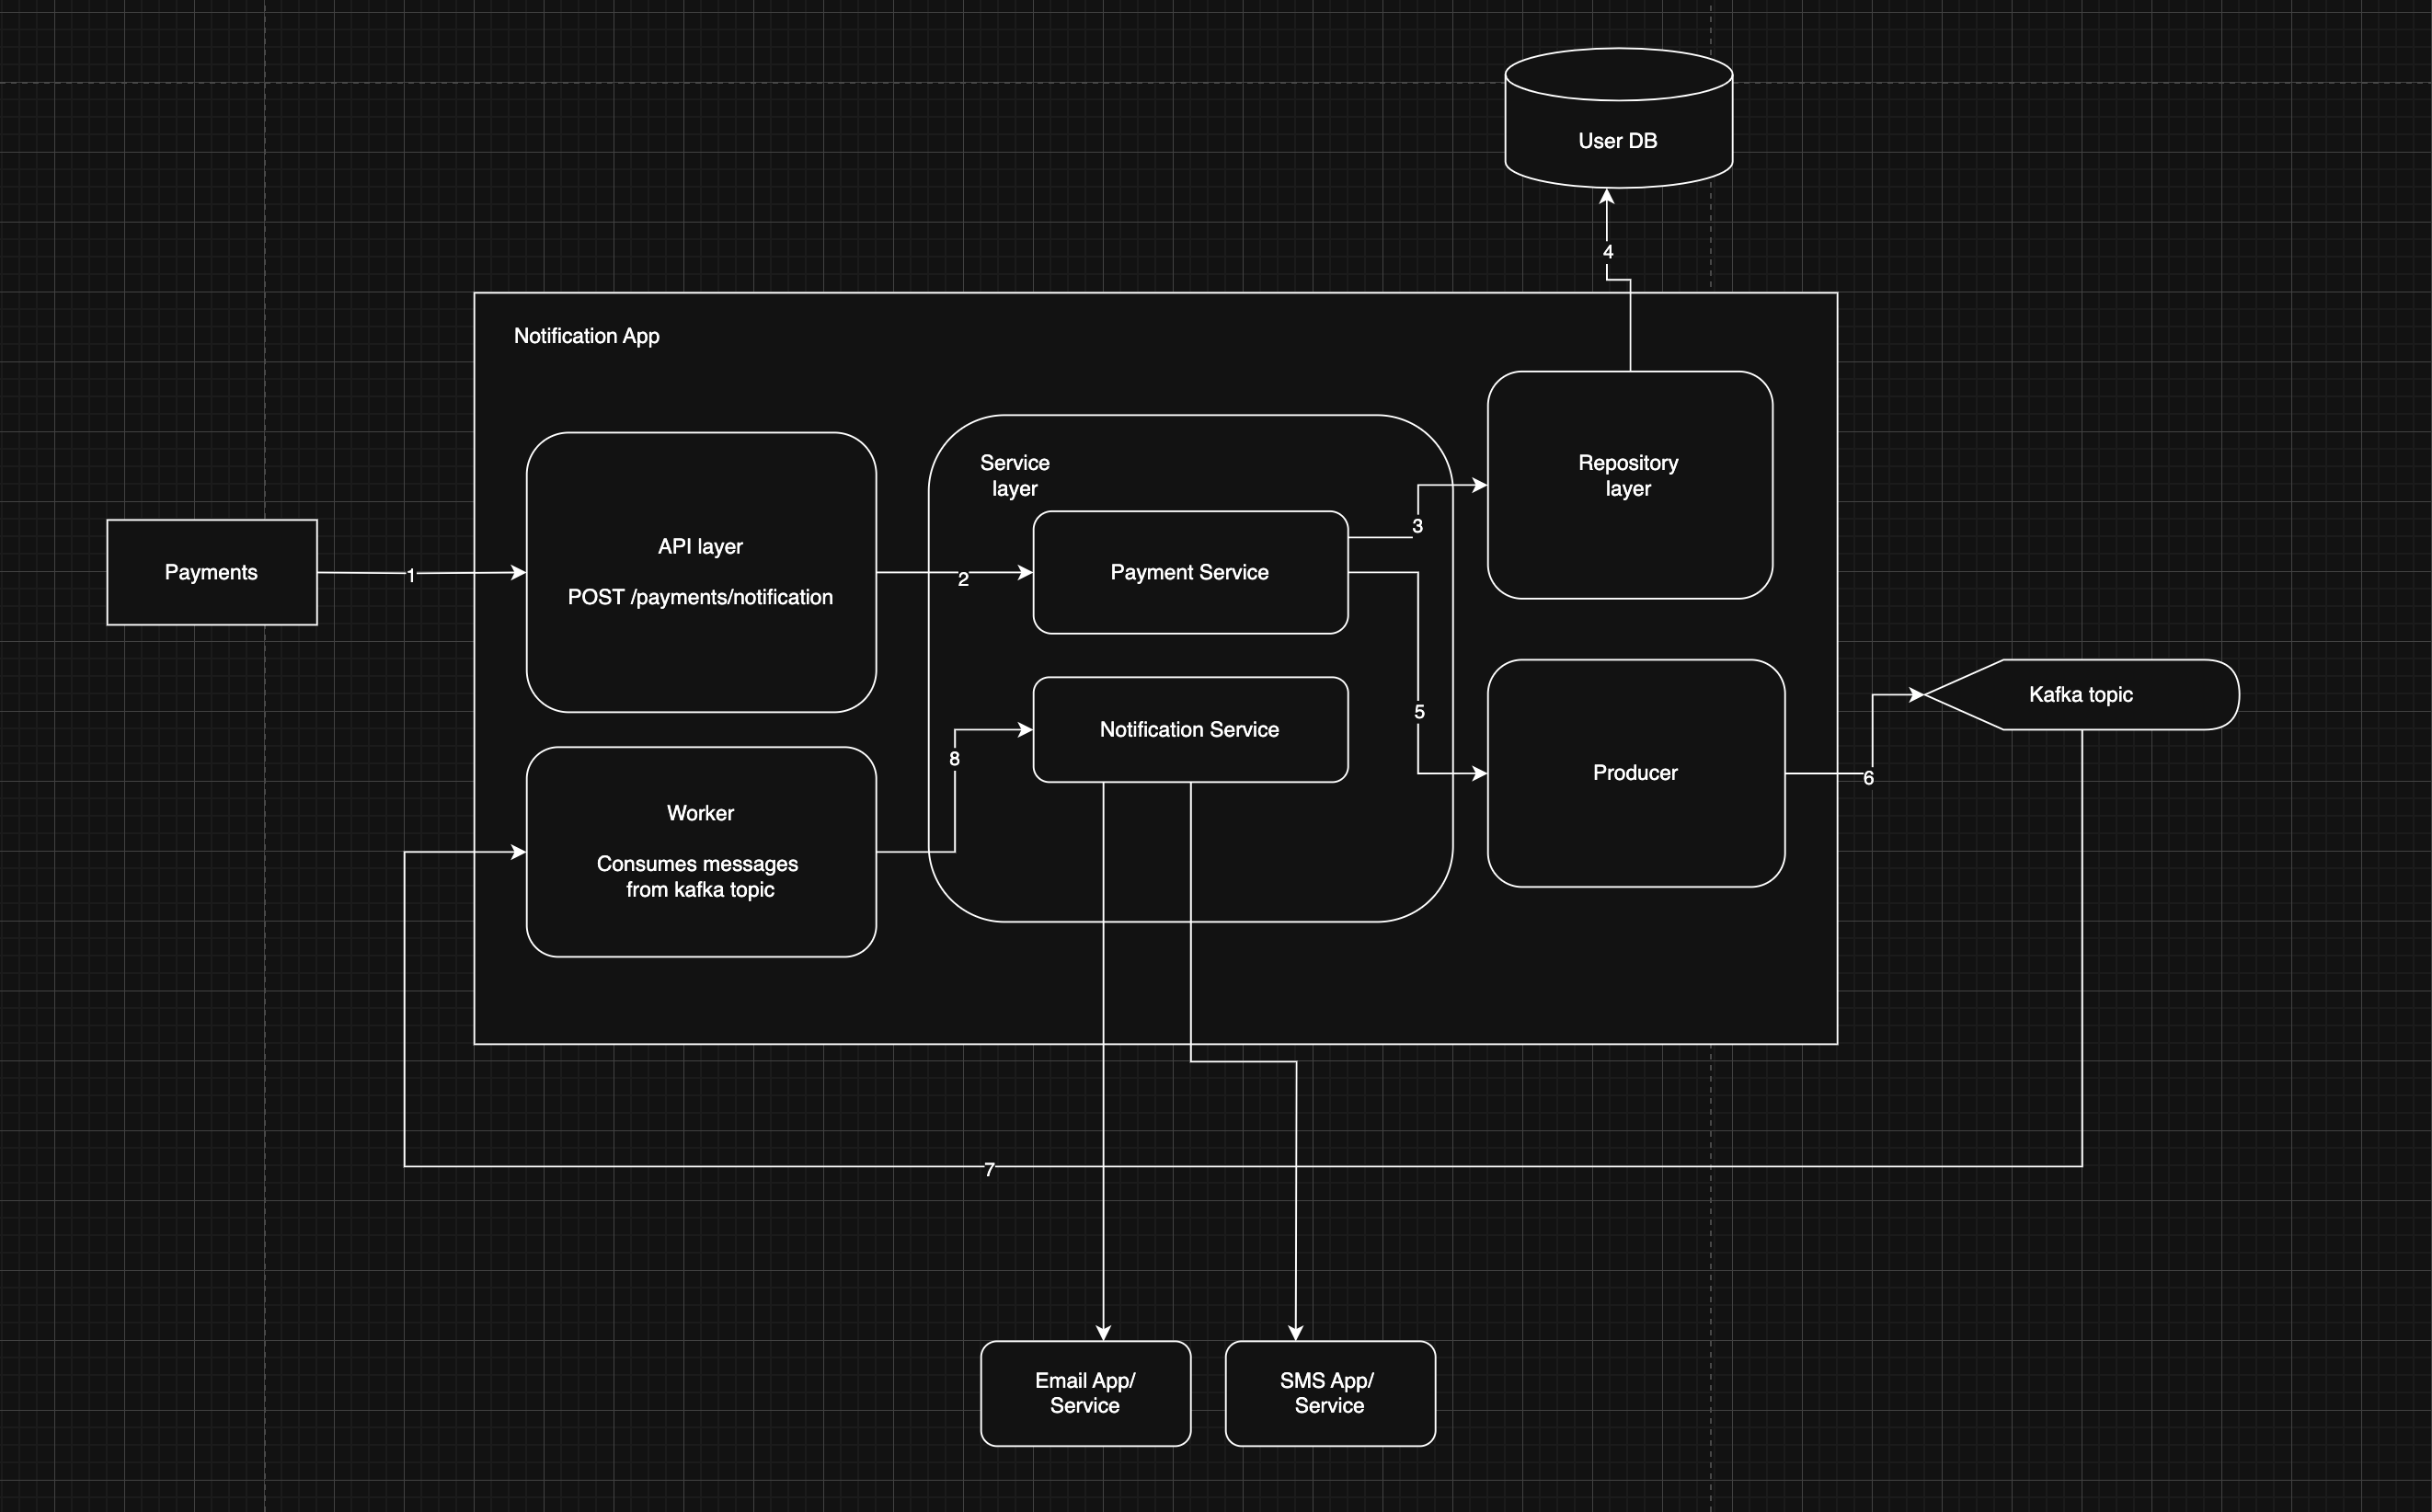 User DB
4
Notification App
Service
layer
Repository
layer
3
API layer
POST /payments/notification
Payments
1
2
Payment Service
Notification Service
5
8
Kafka topic
Producer
6
Worker
Consumes messages
from kafka topic
7
Email App/
Service
SMS App/
Service